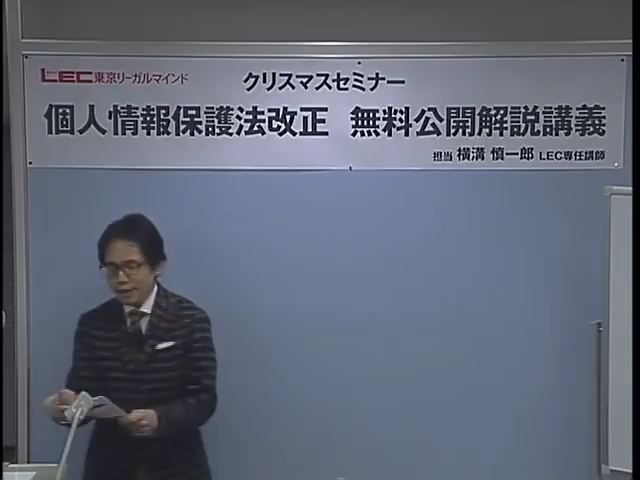 LEC東京リーガルマインド
クリスマスセミナー
個人情報保護法改正 無料公開解説講義
担当 横溝 慎一郎 LEC専任講師